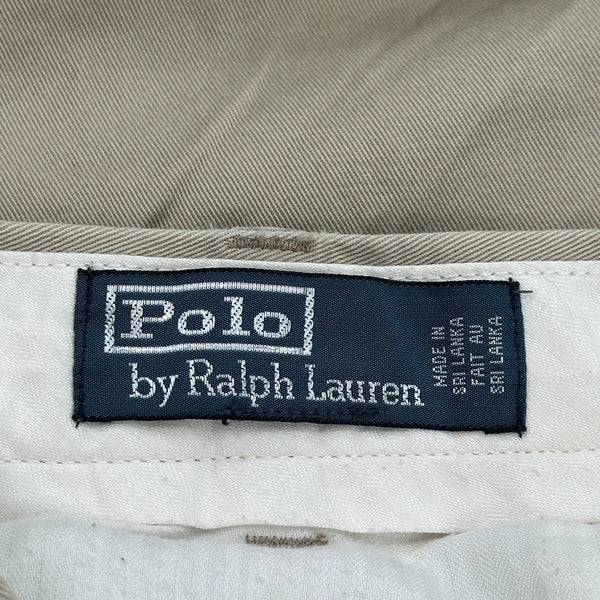 Polo
by Ralph Lauren
MADE IN
SRI LANKA
FAIT AU
SRI LANKA